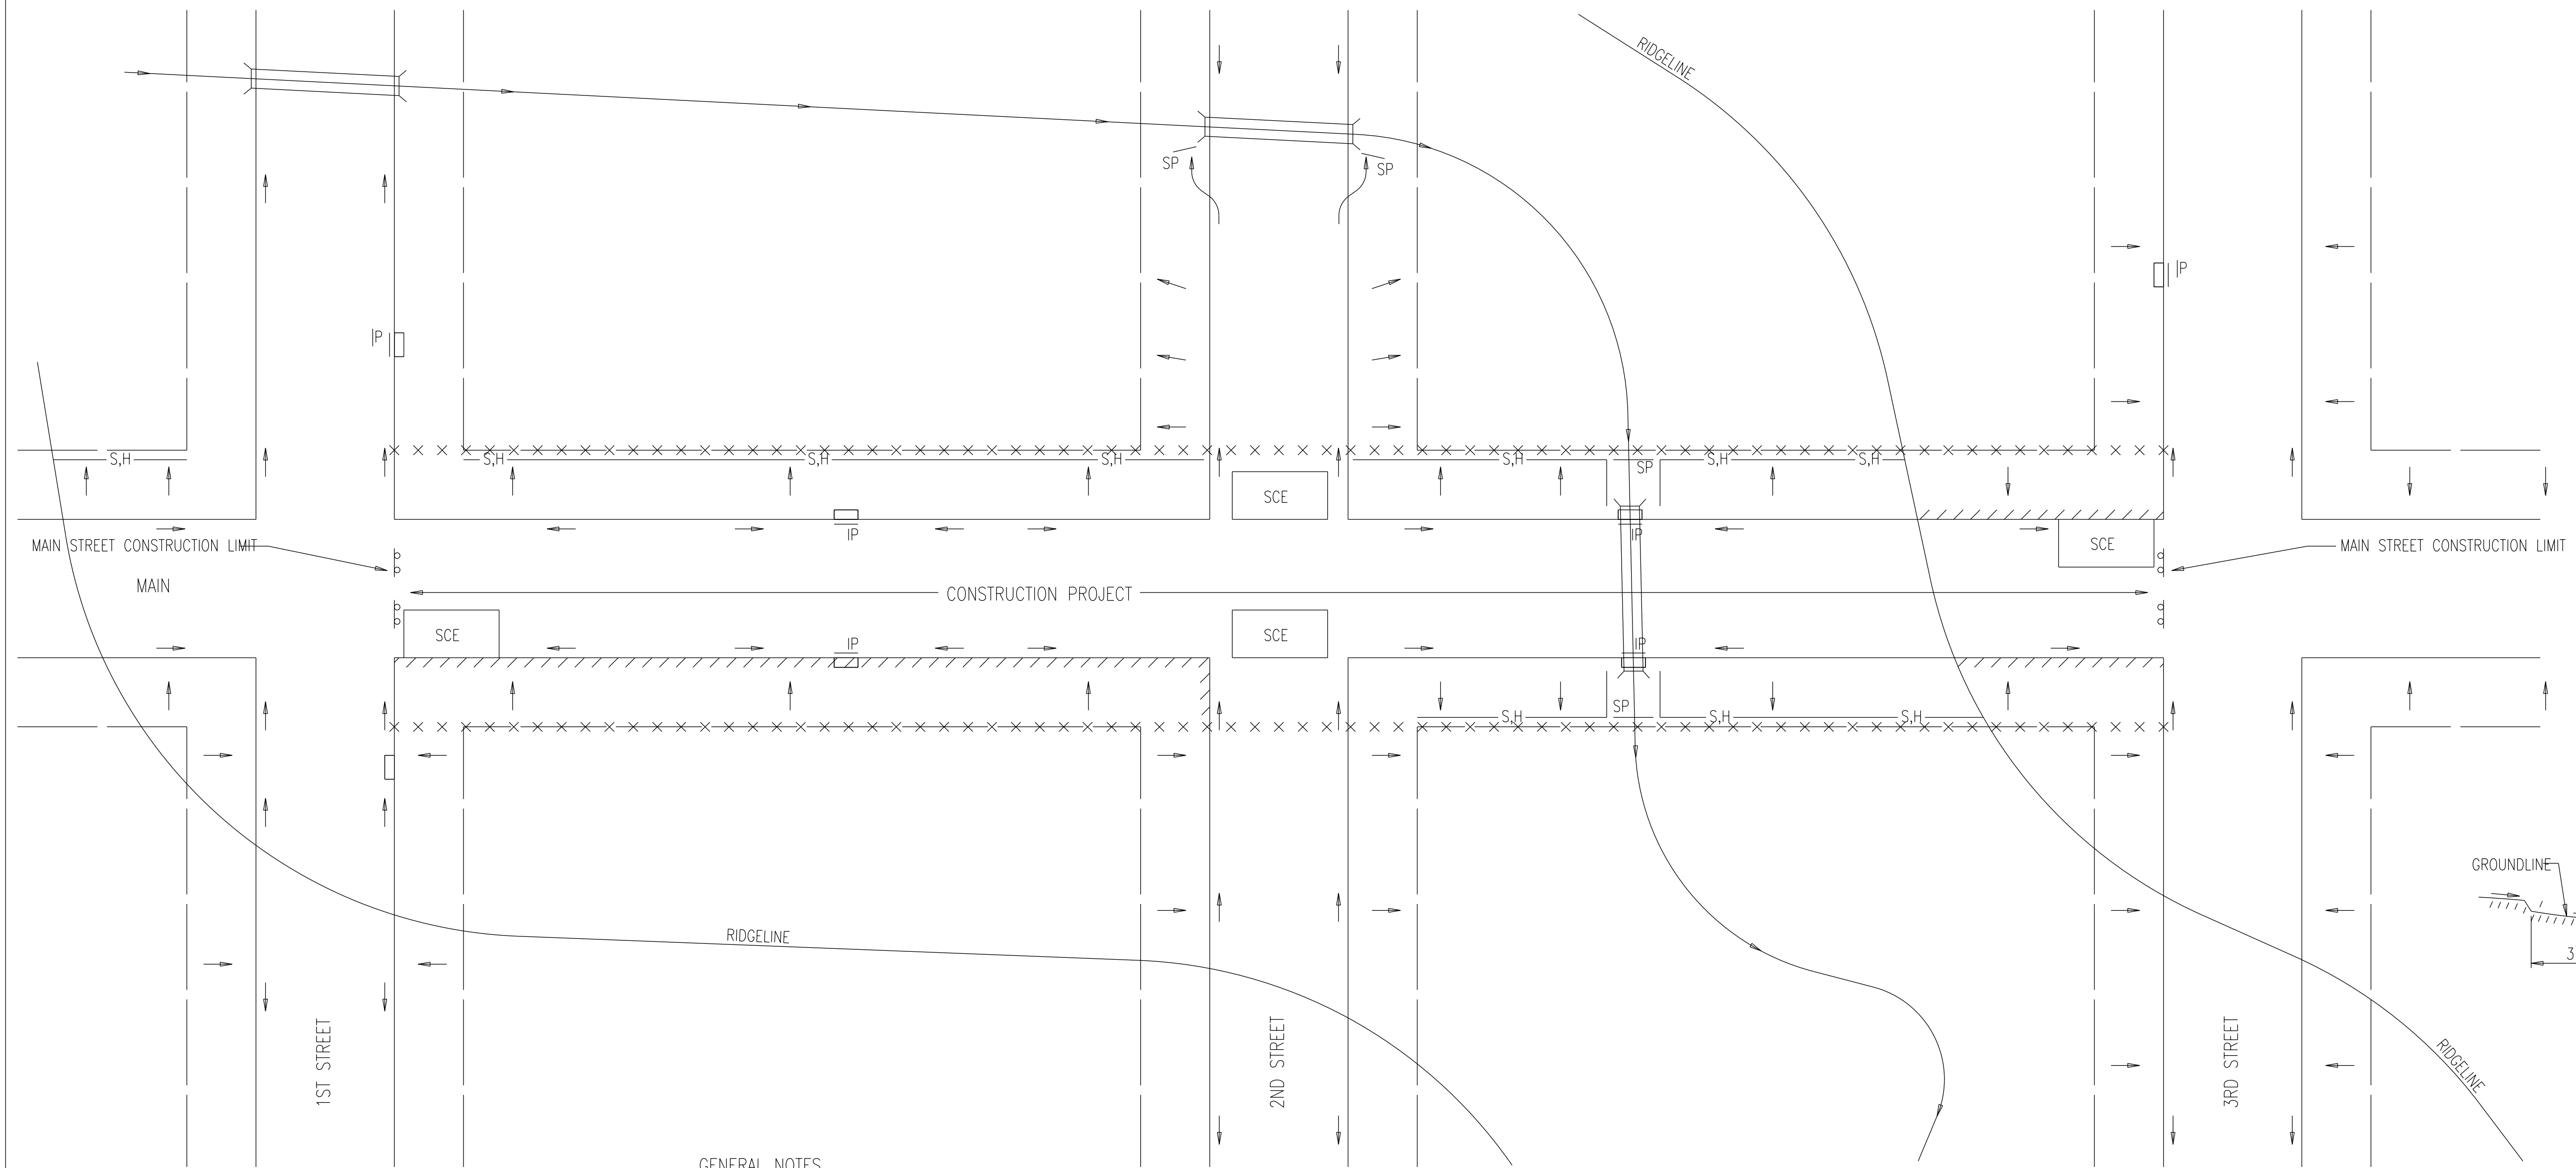 RIDGELINE
SP
SP
IP
IP
S,H
S,H
S,H
S,H
S,H
SP
S,H
S,H
SCE
IP
IP
SCE
MAIN STREET CONSTRUCTION LIMIT
MAIN STREET CONSTRUCTION LIMIT
MAIN
CONSTRUCTION PROJECT
SCE
SCE
IP
IP
S,H
SP
S,H
S,H
GROUNDLINE
RIDGELINE
3
1ST STREET
2ND STREET
3RD STREET
RIDGELINE
GENERAL NOTES